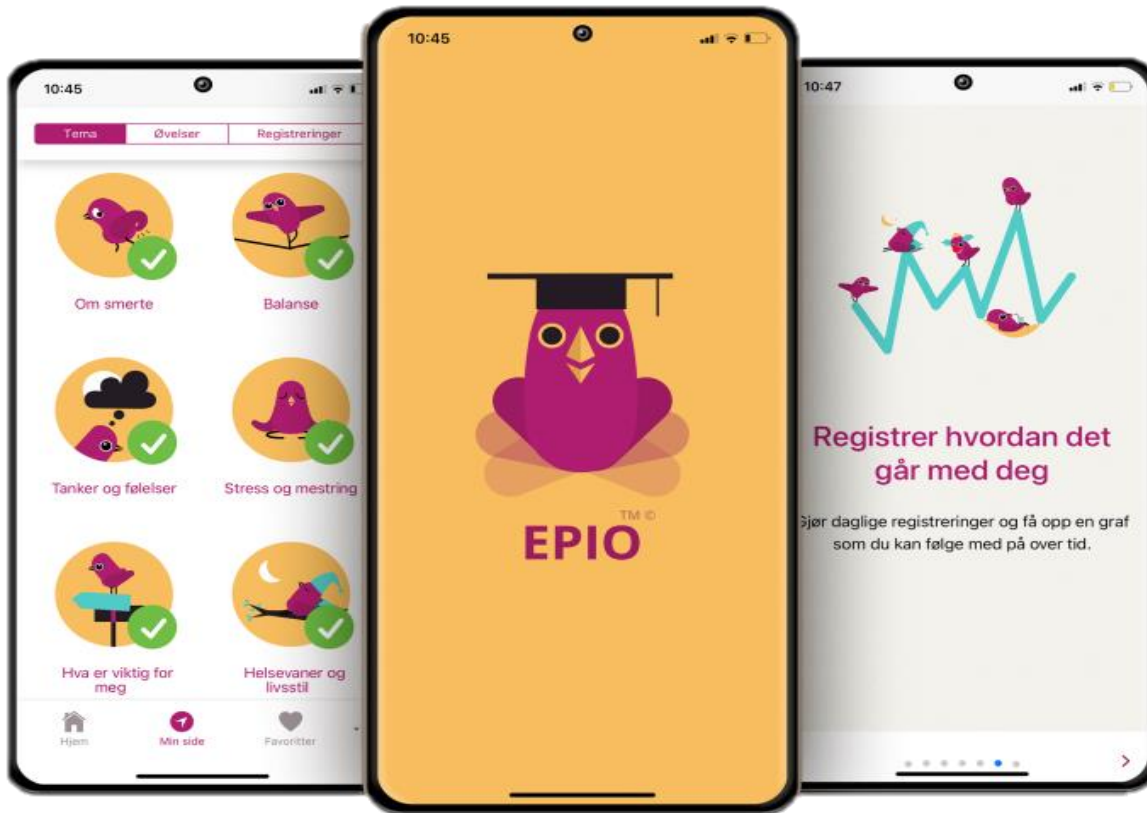 10:45
Tema Øvelser Registreringer
Om smerte Balanse
Tanker og følelser Stress og mestring
Hva er viktig for
meg
Helsevaner og
livsstil
Hjem Min side Favoritter
10:45
TM ©
EPIO
10:47
Registrer hvordan det
går med deg
Gjør daglige registreringer og få opp en graf
som du kan følge med på over tid.